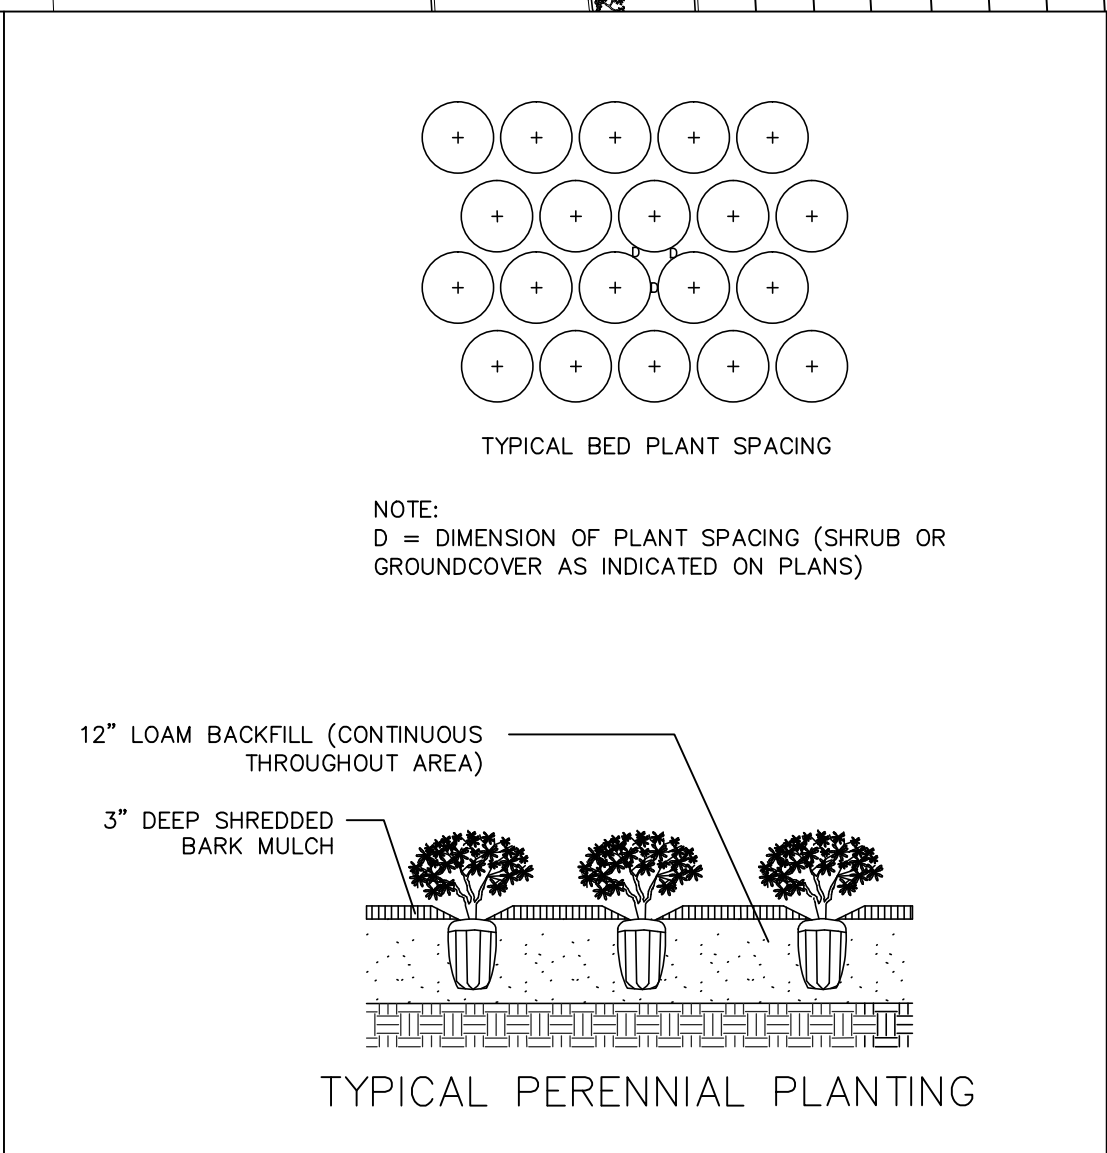 D D
D
TYPICAL BED PLANT SPACING
NOTE:
D = DIMENSION OF PLANT SPACING (SHRUB OR
GROUNDCOVER AS INDICATED ON PLANS)
12” LOAM BACKFILL (CONTINUOUS
THROUGHOUT AREA)
3” DEEP SHREDDED
BARK MULCH
TYPICAL PERENNIAL PLANTING